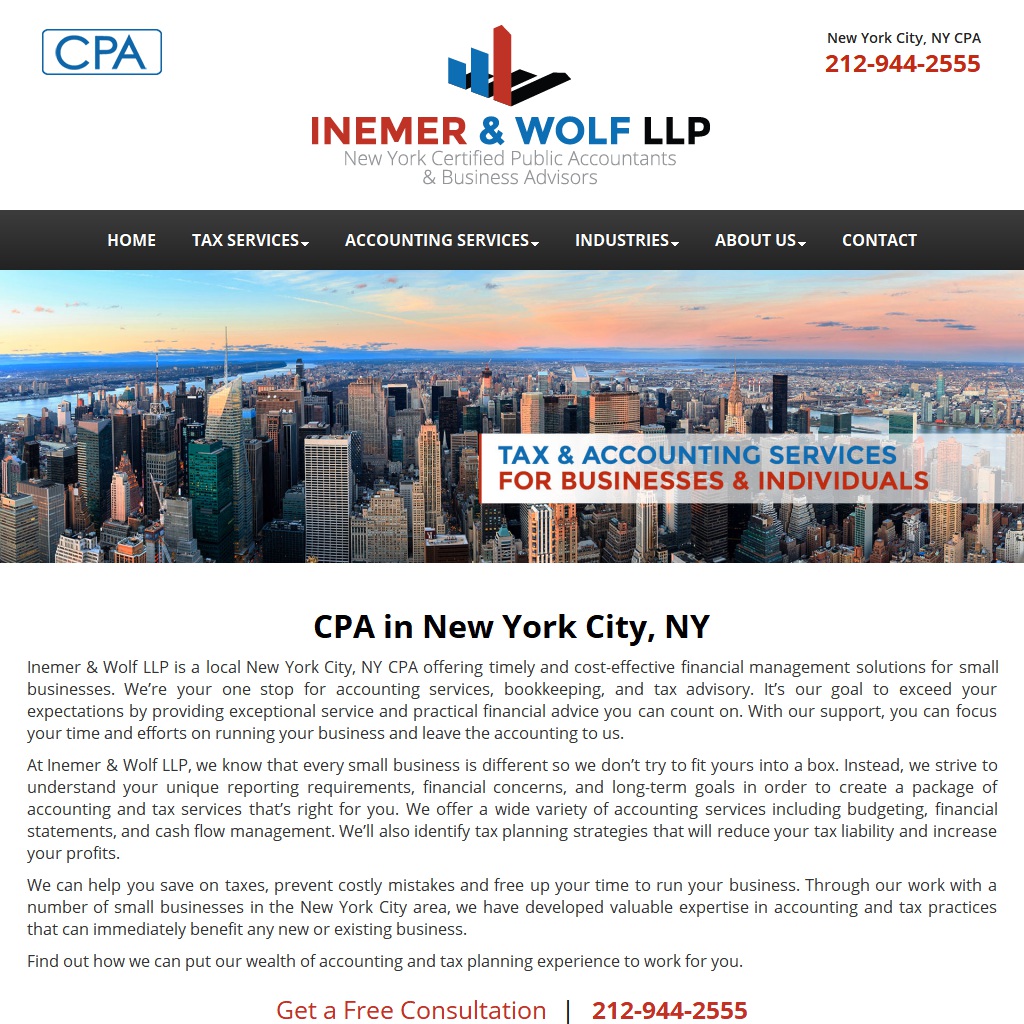 CPA
New York City, NY CPA
212-944-2555
INEMER & WOLF LLP
New York Certified Public Accountants
& Business Advisors
HOME TAX SERVICES ACCOUNTING SERVICES INDUSTRIES ABOUT US CONTACT
TAX & ACCOUNTING SERVICES
FOR BUSINESSES & INDIVIDUALS
CPA in New York City, NY
Inemer & Wolf LLP is a local New York City, NY CPA offering timely and cost-effective financial management solutions for small
businesses. We’re your one stop for accounting services, bookkeeping, and tax advisory. It’s our goal to exceed your
expectations by providing exceptional service and practical financial advice you can count on. With our support, you can focus
your time and efforts on running your business and leave the accounting to us.
At Inemer & Wolf LLP, we know that every small business is different so we don’t try to fit yours into a box. Instead, we strive to
understand your unique reporting requirements, financial concerns, and long-term goals in order to create a package of
accounting and tax services that’s right for you. We offer a wide variety of accounting services including budgeting, financial
statements, and cash flow management. We’ll also identify tax planning strategies that will reduce your tax liability and increase
your profits.
We can help you save on taxes, prevent costly mistakes and free up your time to run your business. Through our work with a
number of small businesses in the New York City area, we have developed valuable expertise in accounting and tax practices
that can immediately benefit any new or existing business.
Find out how we can put our wealth of accounting and tax planning experience to work for you.
Get a Free Consultation | 212-944-2555